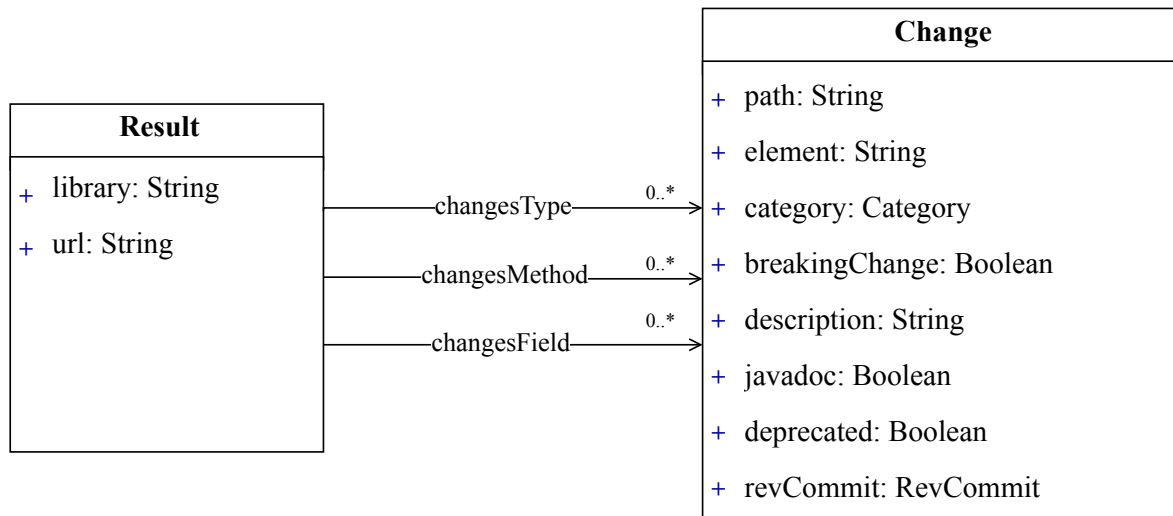 Result
+ library: String
+ url: String
changesType 0..*
changesMethod 0..*
changesField 0..*
Change
+ path: String
+ element: String
+ category: Category
+ breakingChange: Boolean
+ description: String
+ javadoc: Boolean
+ deprecated: Boolean
+ revCommit: RevCommit